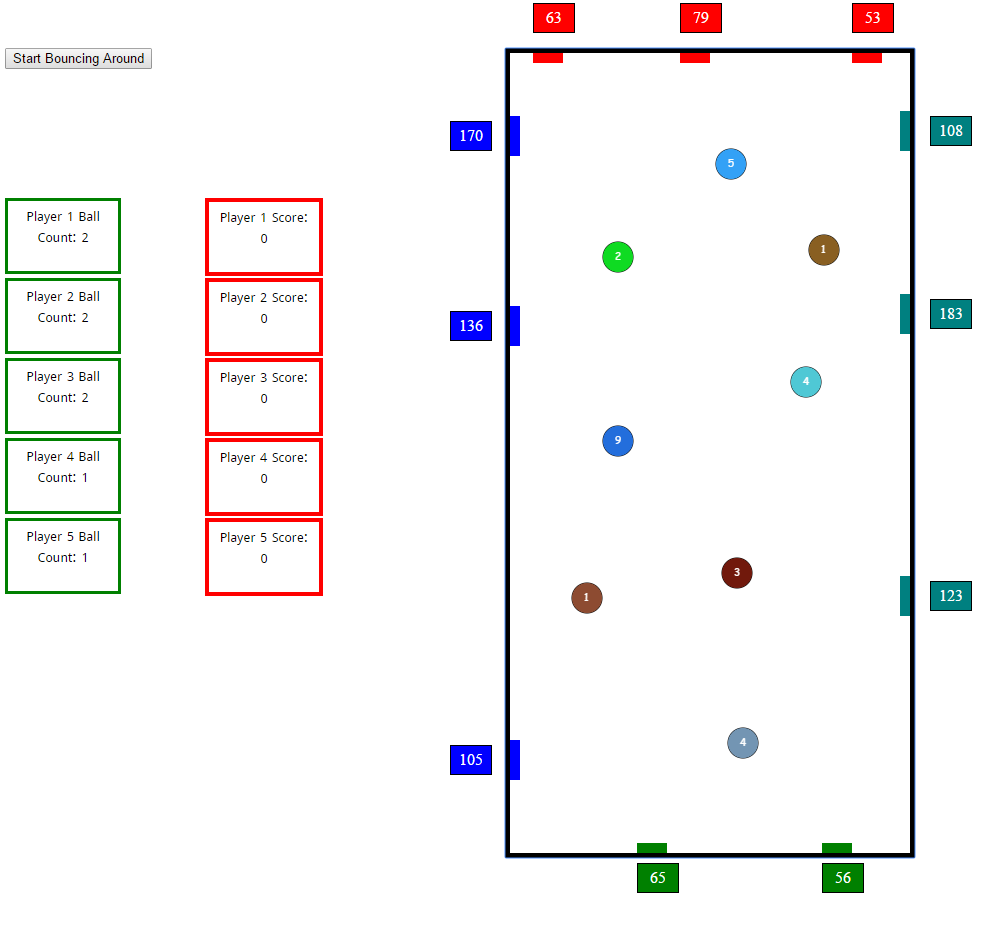 63 79 53
Start Bouncing Around
170 108
5
Player 1 Ball
Count: 2
Player 1 Score:
0
2 1
Player 2 Ball
Count: 2
Player 2 Score:
0
136 183
Player 3 Ball
Count: 2
Player 3 Score:
0
4
9
Player 4 Ball
Count: 1
Player 4 Score:
0
Player 5 Ball
Count: 1
Player 5 Score:
0
3
1 123
4
105
65 56